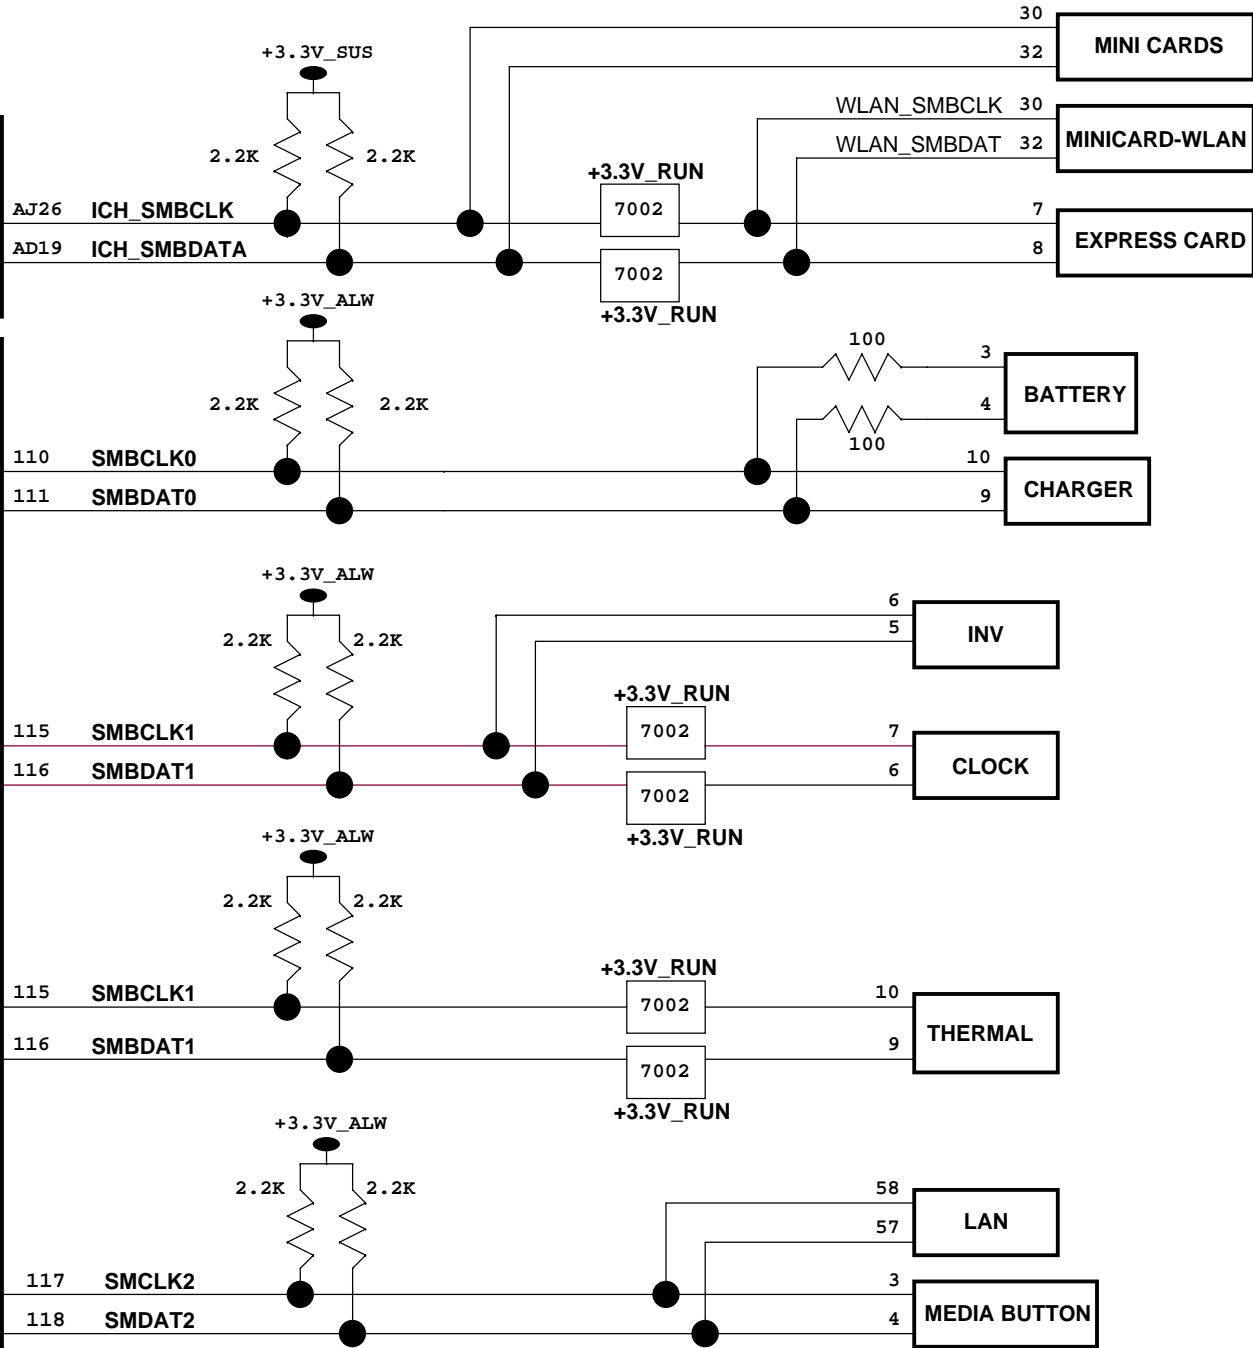 30
MINI CARDS
+3.3V_SUS
32
WLAN_SMBCLK 30
2.2K 2.2K
WLAN_SMBDAT 32
MINICARD-WLAN
+3.3V_RUN
AJ26 ICH_SMBCLK
7002
7
EXPRESS CARD
AD19 ICH_SMBDATA
8
7002
+3.3V_ALW
+3.3V_RUN
100
3
BATTERY
2.2K 2.2K
4
100
110 SMBCLK0
10
CHARGER
111 SMBDAT0
9
+3.3V_ALW
6
INV
2.2K 2.2K
5
+3.3V_RUN
115 SMBCLK1
7002
7
CLOCK
116 SMBDAT1
6
7002
+3.3V_ALW
+3.3V_RUN
2.2K 2.2K
+3.3V_RUN
115 SMBCLK1
7002
10
THERMAL
116 SMBDAT1
9
7002
+3.3V_RUN
+3.3V_ALW
2.2K 2.2K
58
LAN
57
117 SMCLK2
3
MEDIA BUTTON
118 SMDAT2
4